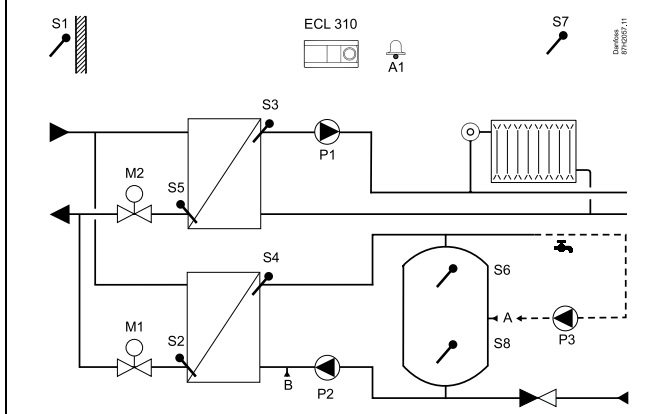 S1
ECL 310
A1
S7
Danfoss
87H2057.11
S3
P1
M2
S5
S4
S6
A
P3
M1
S2
S8
B
P2